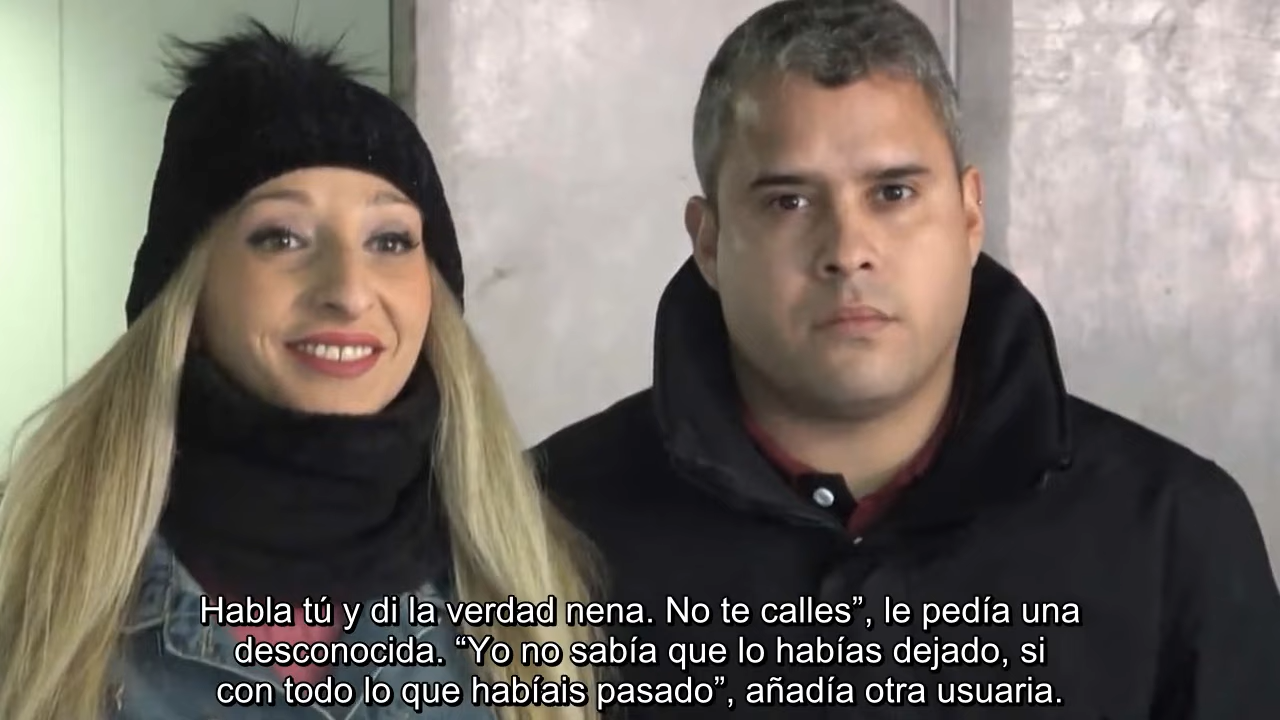 Habla tú y di la verdad nena. No te calles”, le pedía una
desconocida. “Yo no sabía que lo habías dejado, si
con todo lo que habíais pasado”, añadía otra usuaria.